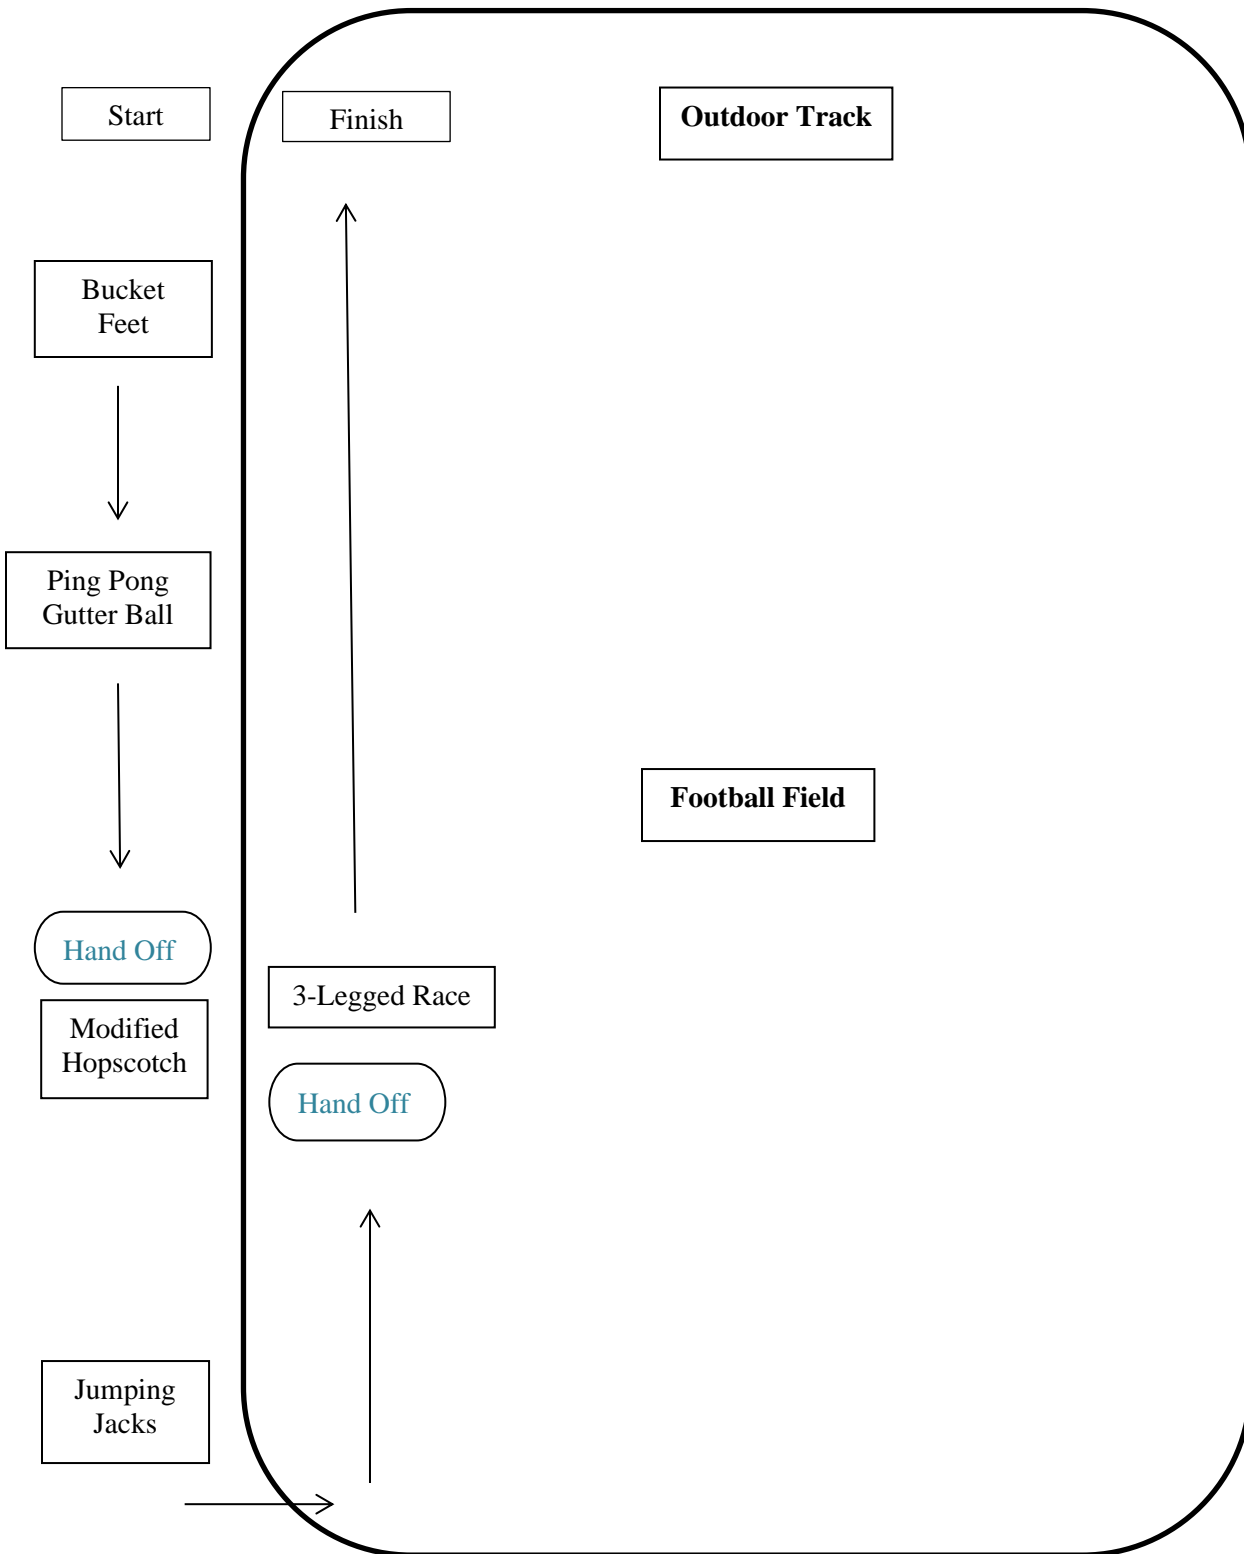 Start
Finish
Outdoor Track
Bucket
Feet
Ping Pong
Gutter Ball
Football Field
Hand Off
3-Legged Race
Modified
Hopscotch
Hand Off
Jumping
Jacks